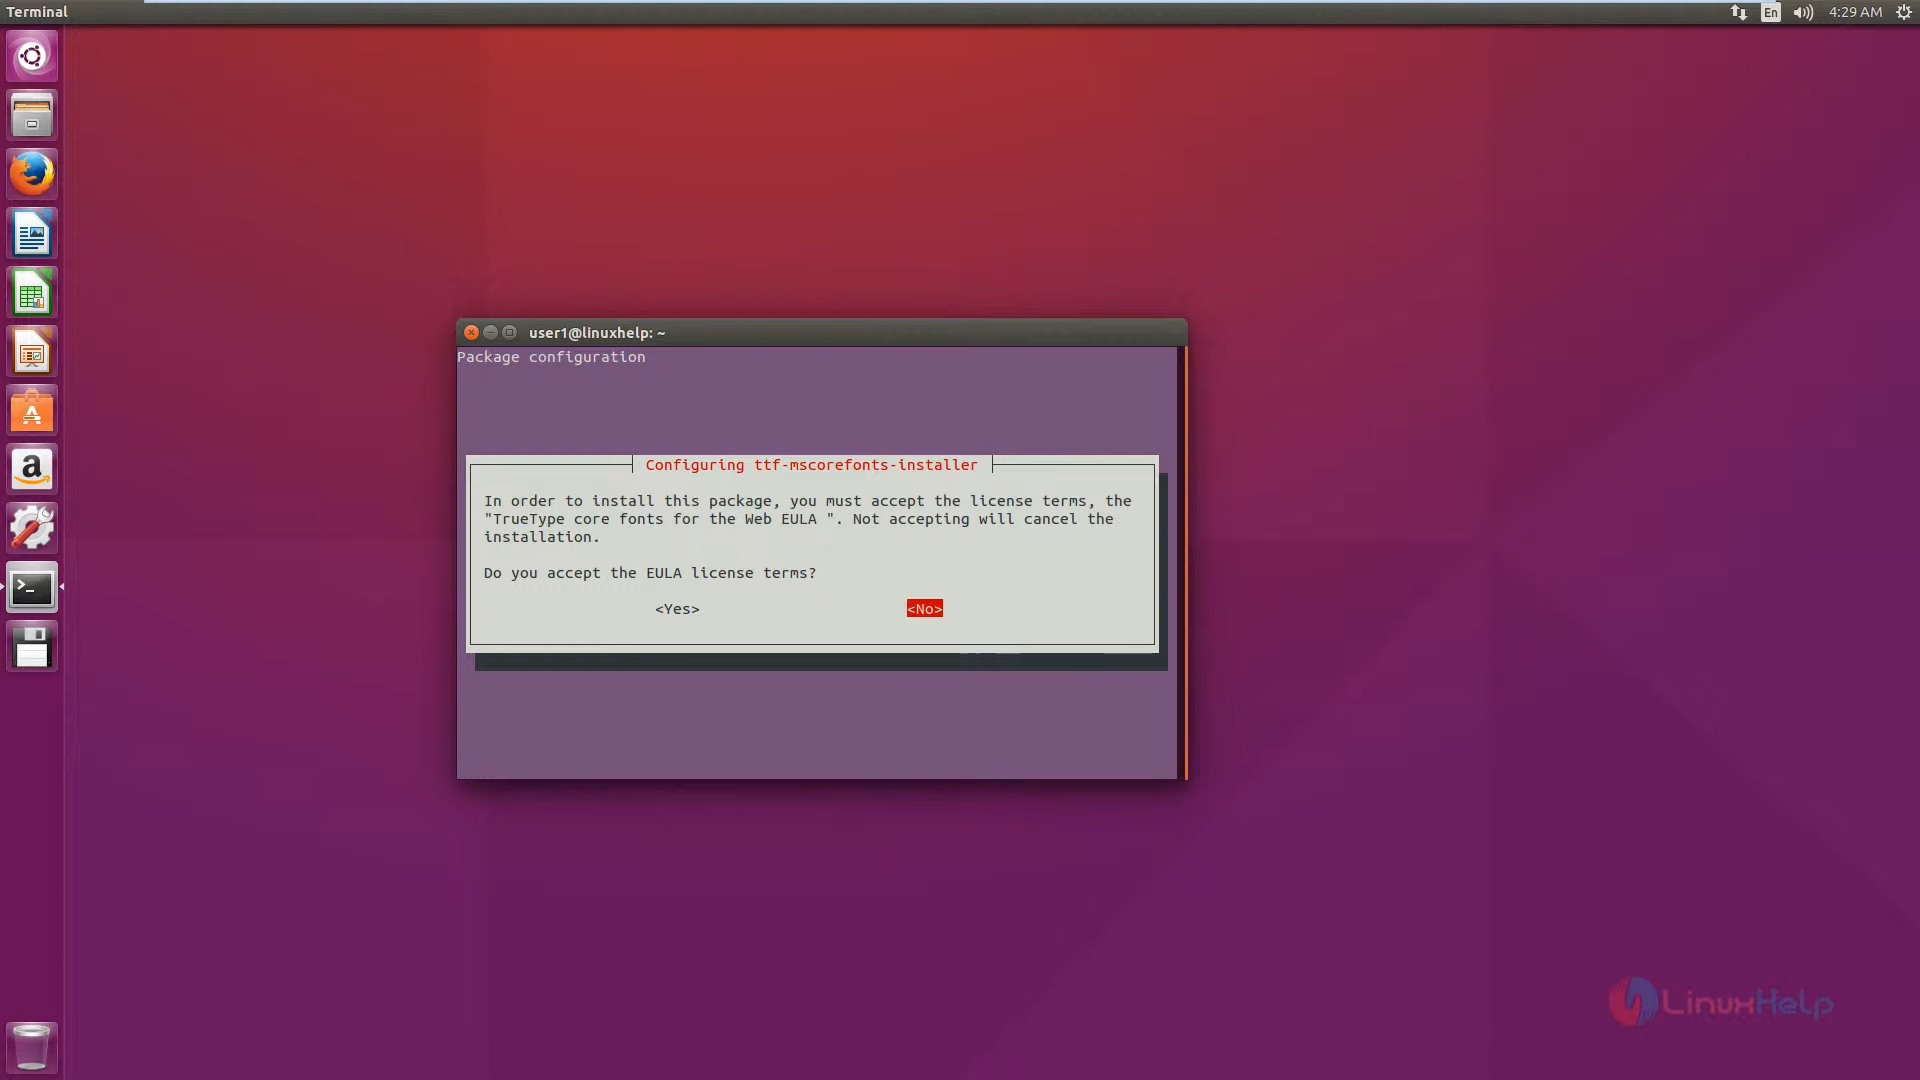 Terminal
En
4:29 AM
user1@linuxhelp: ~
Package configuration
Configuring ttf-mscorefonts-installer
In order to install this package, you must accept the license terms, the
"TrueType core fonts for the Web EULA ". Not accepting will cancel the
installation.
Do you accept the EULA license terms?
<Yes> <No>
LinuxHelp